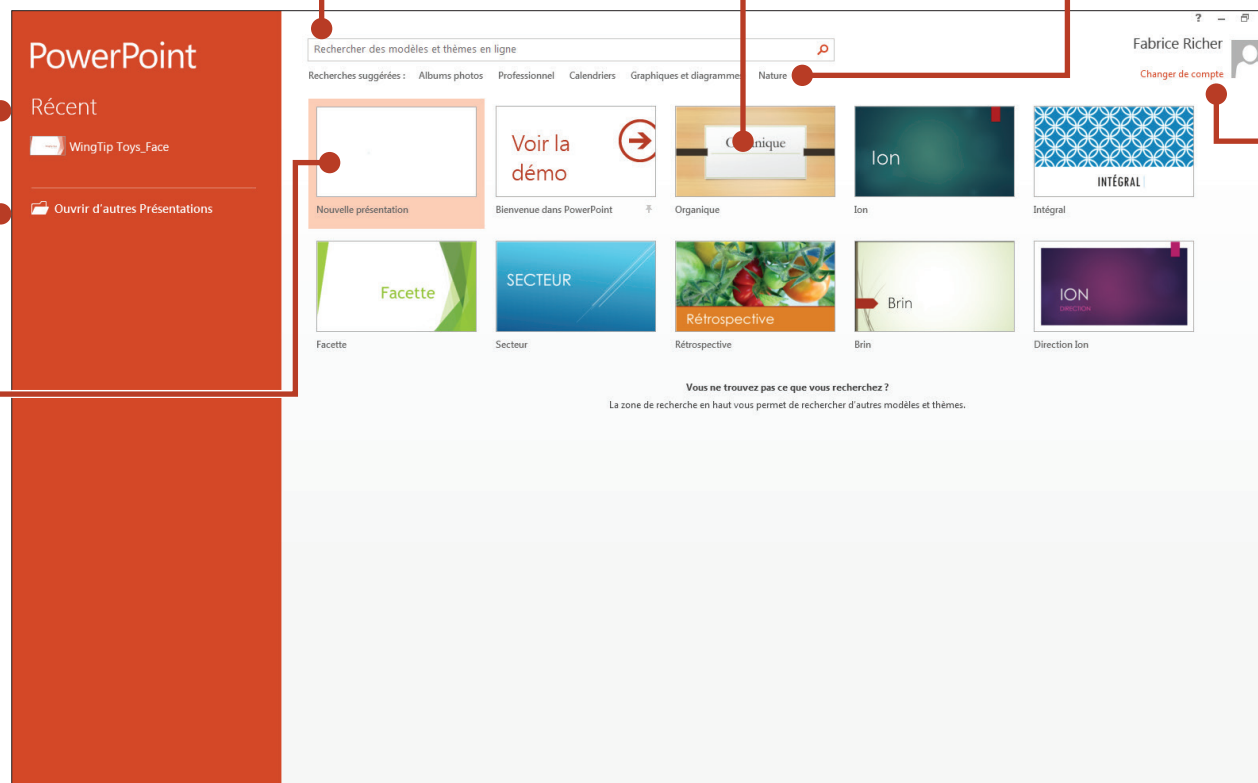 PowerPoint
Récent
WingTip Toys_Face
Ouvrir d'autres Présentations
?
Fabrice Richer
Changer de compte
Rechercher des modèles et thèmes en ligne
Recherches suggérées : Albums photos Professionnel Calendriers Graphiques et diagrammes Nature
Nouvelle présentation
Voir la
démo
Bienvenue dans PowerPoint
Organique
Ion
Ion
INTÉGRAL
Intégral
Facette
Facette
SECTEUR
Secteur
Rétrospective
Rétrospective
Brin
Brin
ION
DIRECTION
Direction Ion
Vous ne trouvez pas ce que vous recherchez ?
La zone de recherche en haut vous permet de rechercher d'autres modèles et thèmes.